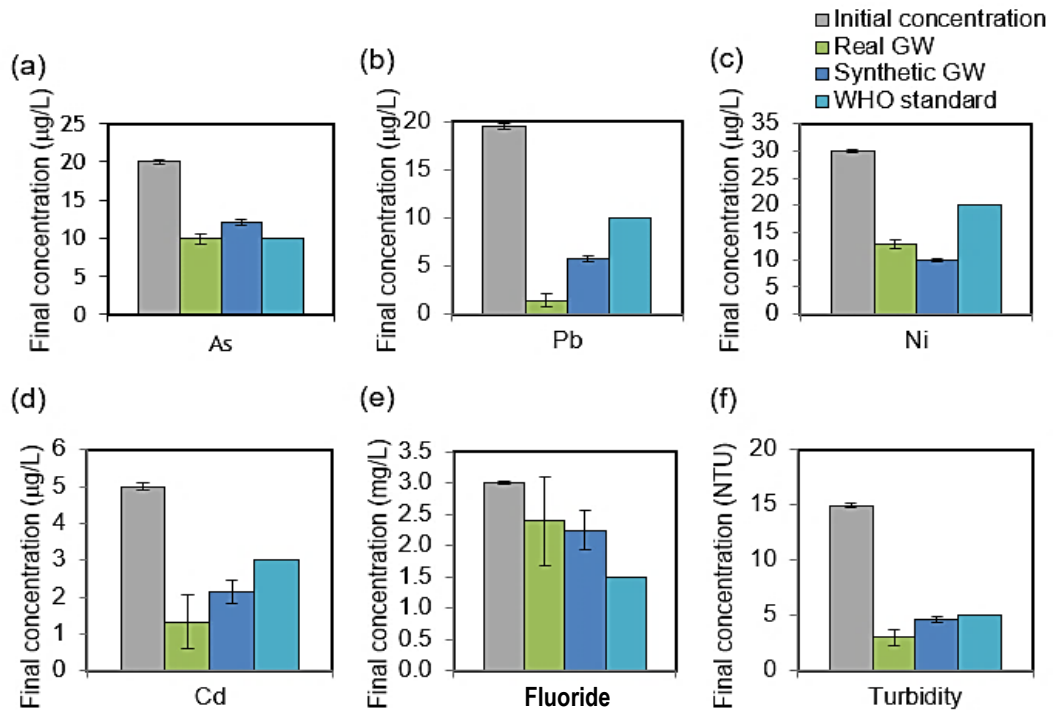 Initial concentration
Real GW
Synthetic GW
WHO standard
(a)
Final concentration (µg/L)
25
20
15
10
5
0
As
(b)
Final concentration (µg/L)
20
15
10
5
0
Pb
(c)
Final concentration (µg/L)
35
30
25
20
15
10
5
0
Ni
(d)
Final concentration (µg/L)
6
5
4
3
2
1
0
Cd
(e)
Final concentration (mg/L)
3.5
3.0
2.5
2.0
1.5
1.0
0.5
0.0
Fluoride
(f)
Final concentration (NTU)
20
15
10
5
0
Turbidity